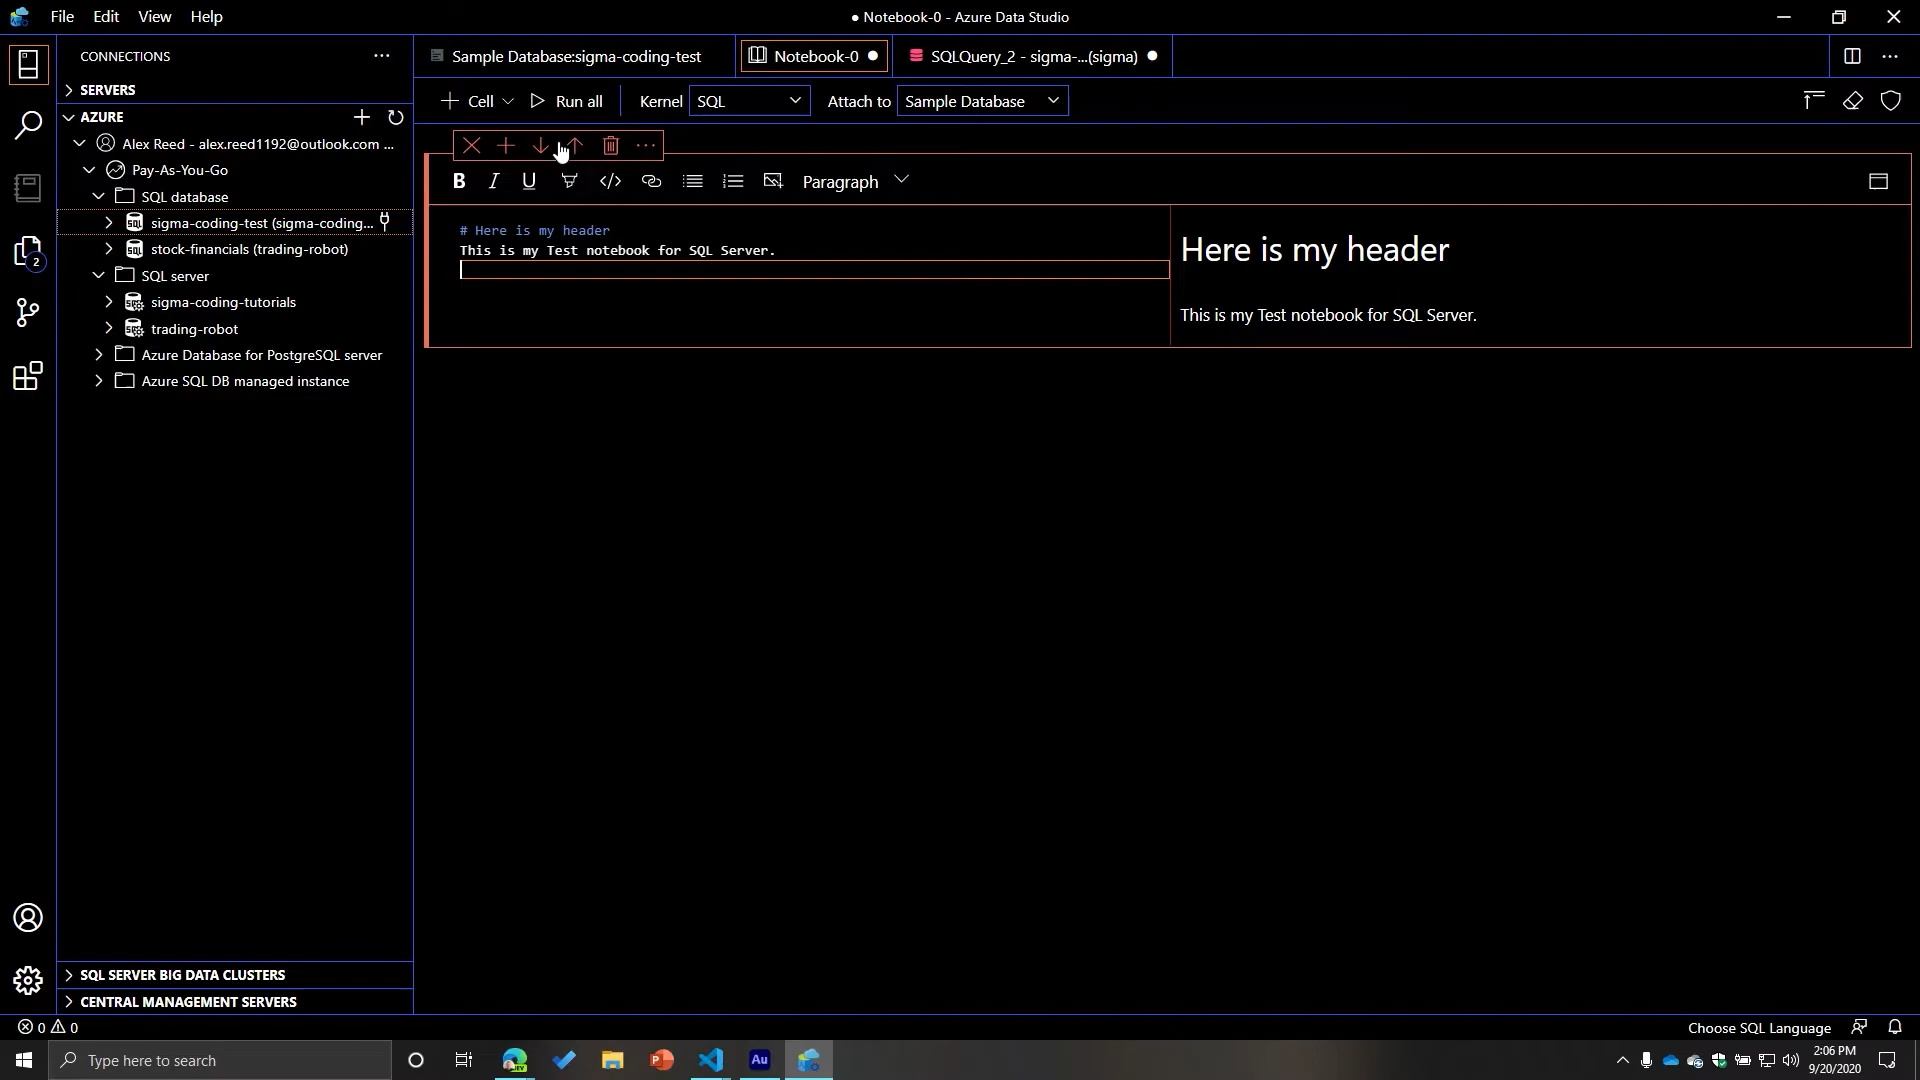 File Edit View Help
● Notebook-0 - Azure Data Studio
CONNECTIONS
Sample Database:sigma-coding-test
Notebook-0
SQLQuery_2 - sigma-...(sigma)
SERVERS
AZURE
Cell
Run all
Kernel
SQL
Attach to
Sample Database
Alex Reed - alex.reed1192@outlook.com ...
Pay-As-You-Go
SQL database
sigma-coding-test (sigma-coding...
stock-financials (trading-robot)
SQL server
sigma-coding-tutorials
trading-robot
Azure Database for PostgreSQL server
Azure SQL DB managed instance
B I U </> Paragraph
# Here is my header
This is my Test notebook for SQL Server.
Here is my header
This is my Test notebook for SQL Server.
2
SQL SERVER BIG DATA CLUSTERS
CENTRAL MANAGEMENT SERVERS
0 0
Choose SQL Language
Type here to search
Au
2:06 PM
9/20/2020